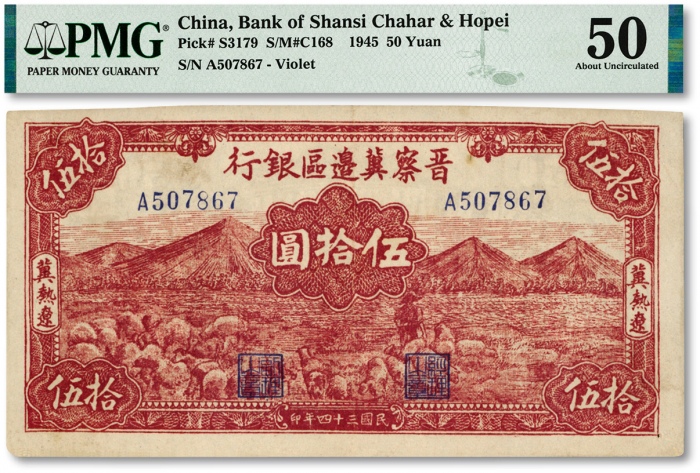 PMG®
PAPER MONEY GUARANTY
China, Bank of Shansi Chahar & Hopei
Pick# S3179 S/M#C168 1945 50 Yuan
S/N A507867 - Violet
50
About Uncirculated
伍拾
伍拾
晉察冀邊區銀行
A507867
A507867
伍拾圓
冀熱遼
冀熱遼
伍拾
伍拾
民國三十四年印